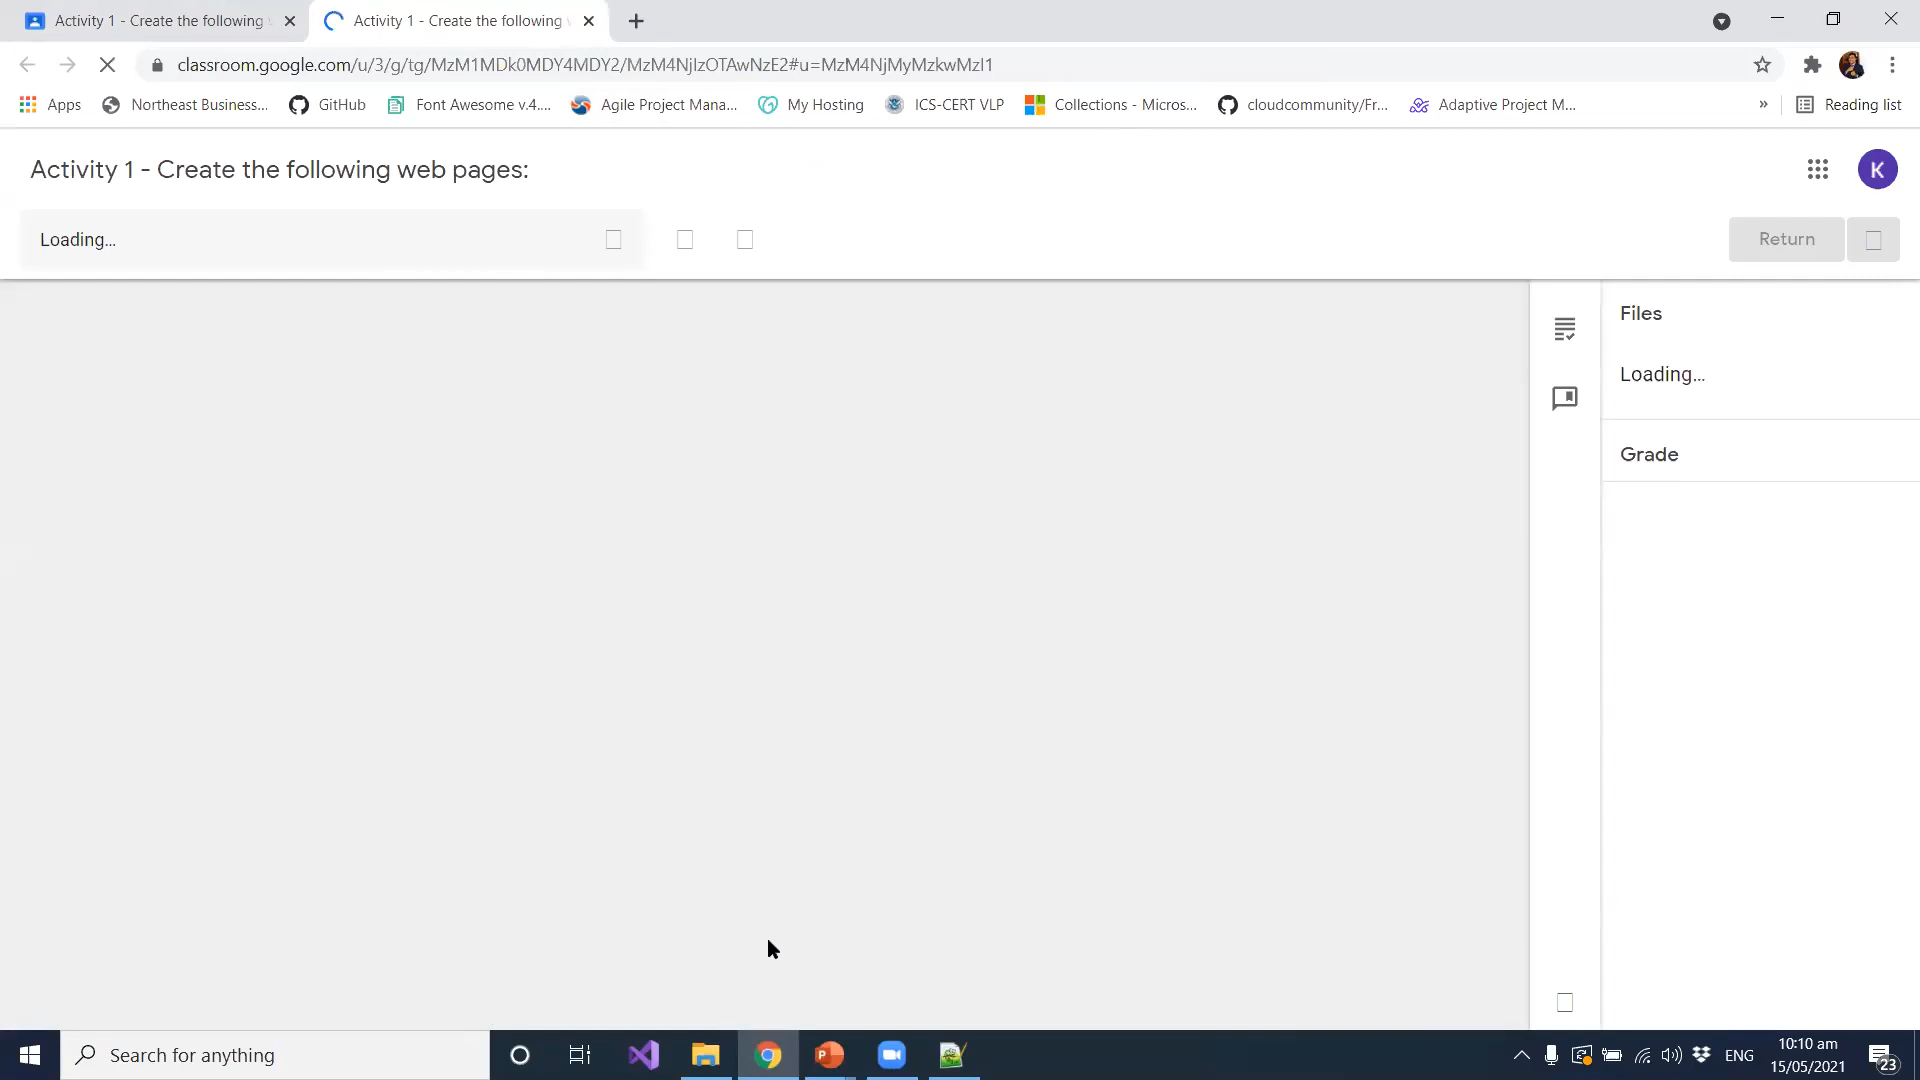 Activity 1 - Create the following
Activity 1 - Create the following
classroom.google.com/u/3/g/tg/MzM1MDk0MDY4MDY2/MzM4NjIzOTAwNzE2#u=MzM4NjMyMzkwMzI1
Apps
Northeast Business...
GitHub
Font Awesome v.4....
Agile Project Mana...
My Hosting
ICS-CERT VLP
Collections - Micros...
cloudcommunity/Fr...
Adaptive Project M...
»
Reading list
Activity 1 - Create the following web pages:
K
Loading...
Return
Files
Loading...
Grade
Search for anything
ENG
10:10 am
15/05/2021
23